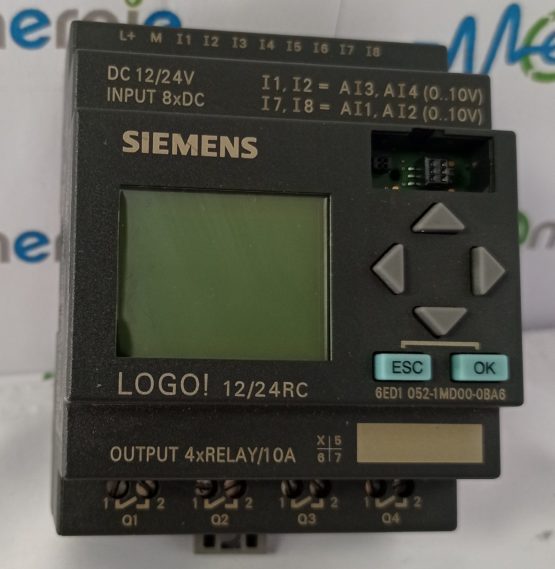 L+ M I1 I2 I3 I4 I5 I6 I7 I8
DC 12/24V
INPUT 8xDC
I1, I2 = AI3, AI4 (0..10V)
I7, I8 = AI1, AI2 (0..10V)
SIEMENS
ESC
OK
LOGO! 12/24RC
6ED1 052-1MD00-0BA6
OUTPUT 4xRELAY/10A
X 5
6 7
1 2 1 2 1 2 1 2
Q1 Q2 Q3 Q4